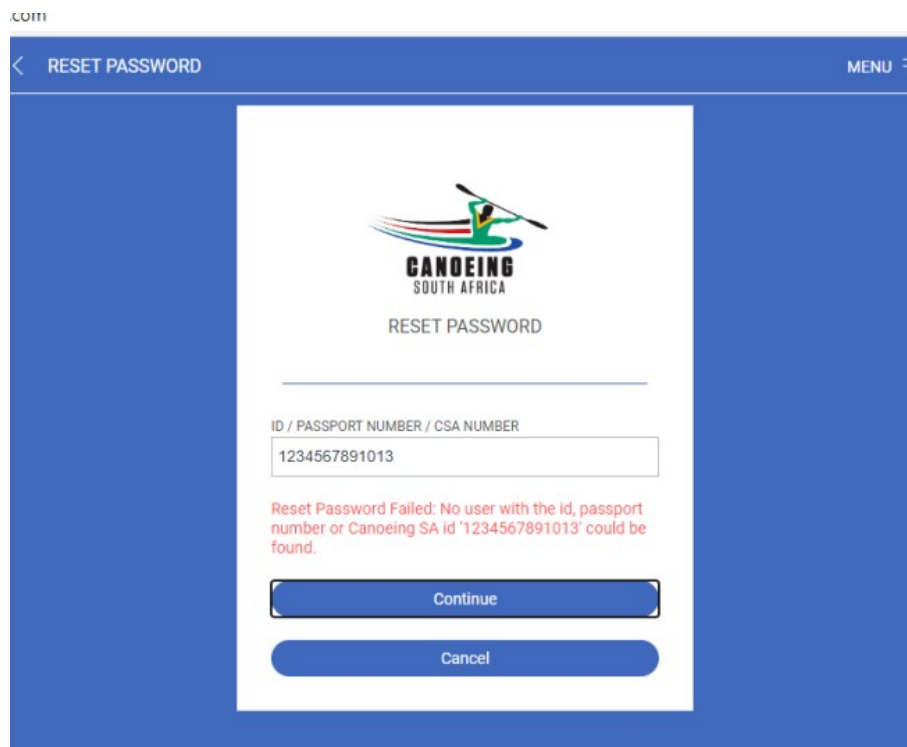 .com
RESET PASSWORD
MENU
CANOEING
SOUTH AFRICA
RESET PASSWORD
ID / PASSPORT NUMBER / CSA NUMBER
1234567891013
Reset Password Failed: No user with the id, passport
number or Canoeing SA id '1234567891013' could be
found.
Continue
Cancel